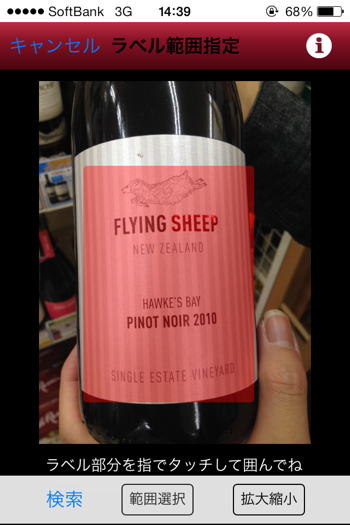 SoftBank 3G 14:39 68%
キャンセル ラベル範囲指定
FLYING SHEEP
NEW ZEALAND
HAWKE'S BAY
PINOT NOIR 2010
SINGLE ESTATE VINEYARD
ラベル部分を指でタッチして囲んでね
検索 範囲選択 拡大縮小